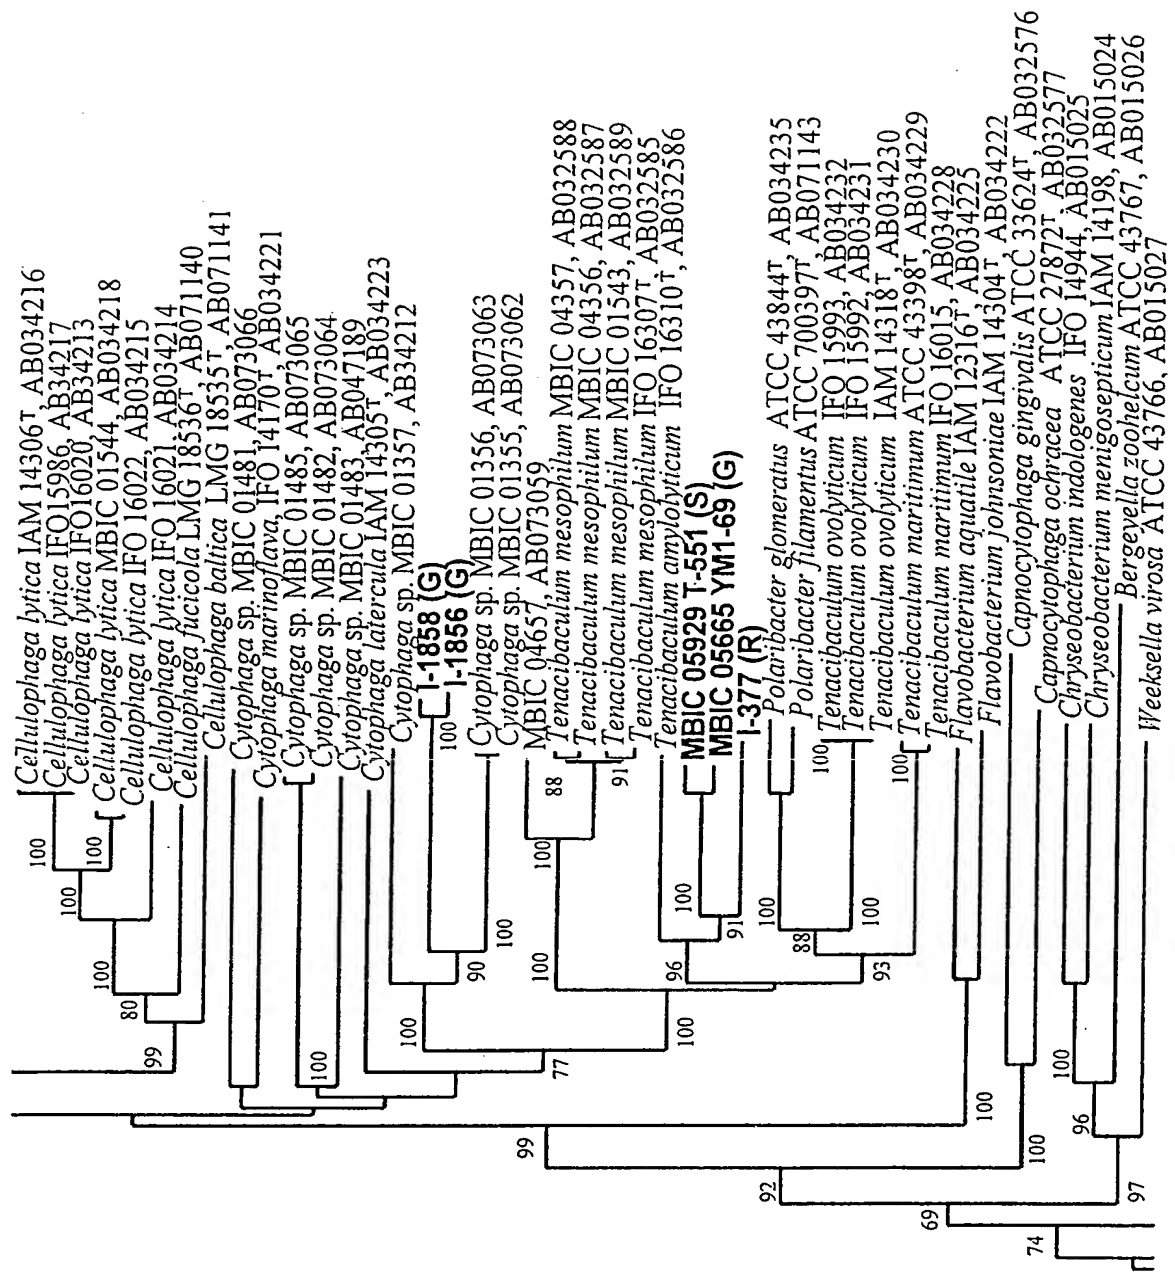 Cellulophaga lytica IAM 14306T, AB034216
Cellulophaga lytica IFO15986, AB34217
Cellulophaga lytica IFO16020, AB34213
Cellulophaga lytica MBIC 01544, AB034218
Cellulophaga lytica IFO 16022, AB034215
Cellulophaga lytica IFO 16021, AB034214
Cellulophaga fucicola LMG 18536T, AB071140
Cellulophaga baltica LMG 18535T, AB071141
Cytophaga sp. MBIC 01481, AB073066
Cytophaga marinoflava, IFO 14170T, AB034221
Cytophaga sp. MBIC 01485, AB073065
Cytophaga sp. MBIC 01482, AB073064
Cytophaga sp. MBIC 01483, AB047189
Cytophaga latercula IAM 14305T, AB034223
Cytophaga sp. MBIC 01357, AB34212
I-1858 (G)
I-1856 (G)
Cytophaga sp. MBIC 01356, AB073063
Cytophaga sp. MBIC 01355, AB073062
MBIC 04657, AB073059
Tenacibaculum mesophilum MBIC 04357, AB032588
Tenacibaculum mesophilum MBIC 04356, AB032587
Tenacibaculum mesophilum MBIC 01543, AB032589
Tenacibaculum mesophilum IFO 16307T, AB032585
Tenacibaculum amylolyticum IFO 16310T, AB032586
MBIC 05929 T-551 (S)
MBIC 05665 YM1-69 (G)
I-377 (R)
Polaribacter glomeratus ATCC 43844T, AB034235
Polaribacter filamentus ATCC 700397T, AB071143
Tenacibaculum ovolyticum IFO 15993, AB034232
Tenacibaculum ovolyticum IFO 15992, AB034231
Tenacibaculum ovolyticum IAM 14318T, AB034230
Tenacibaculum maritimum ATCC 43398T, AB034229
Tenacibaculum maritimum IFO 16015, AB034228
Flavobacterium aquatile IAM 12316T, AB034225
Flavobacterium johnsoniae IAM 14304T, AB034222
Capnocytophaga gingivalis ATCC 33624T, AB032576
Capnocytophaga ochracea ATCC 27872T, AB032577
Chryseobacterium indologenes IFO 14944, AB015025
Chryseobacterium menigosepticum IAM 14198, AB015024
Bergeyella zoohelcum ATCC 43767, AB015026
Weeksella virosa ATCC 43766, AB015027
100
100
100
100
80
99
100
100
100
90
100
77
88
91
100
100
100
100
91
96
100
100
100
88
100
93
100
99
100
92
100
96
97
69
74